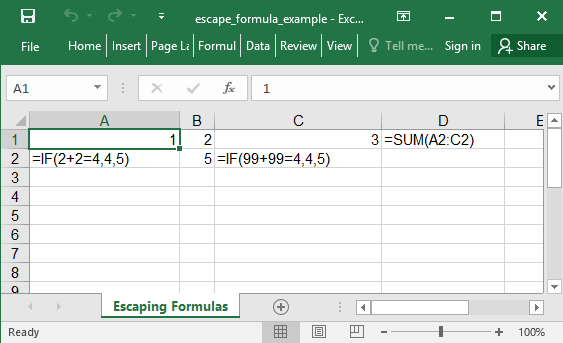 escape_formula_example - Exc...
File Home Insert Page La Formul Data Review View Tell me... Sign in Share
A1 fx 1
A B C D E
1 1 2 3 =SUM(A2:C2)
2 =IF(2+2=4,4,5) 5 =IF(99+99=4,4,5)
3
4
5
6
7
8
9
Escaping Formulas
Ready 100%